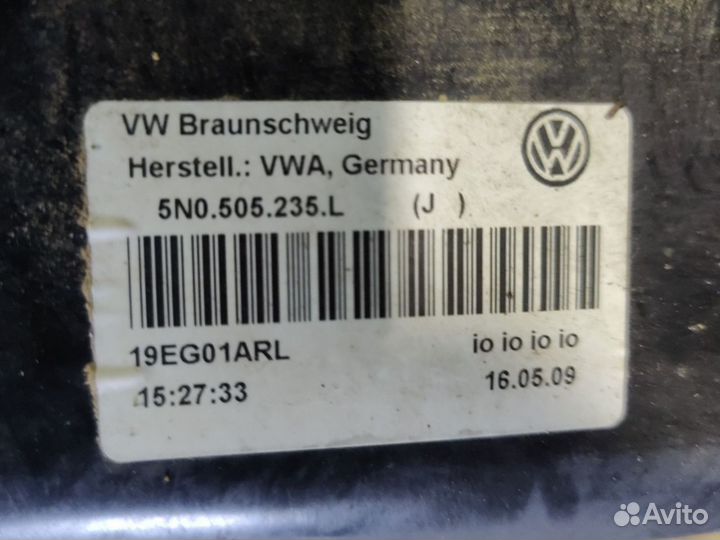 VW Braunschweig
Herstell.: VWA, Germany
5N0.505.235.L (J )
19EG01ARL io io io io
15:27:33 16.05.09
Avito